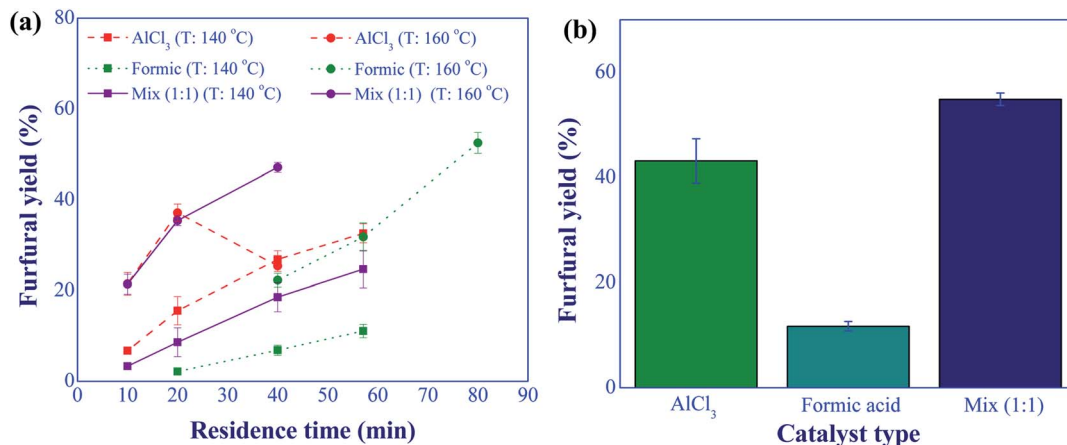 (a)
80
60
40
20
0
Furfural yield (%)
AlCl₃ (T: 140 °C)
AlCl₃ (T: 160 °C)
Formic (T: 140 °C)
Formic (T: 160 °C)
Mix (1:1) (T: 140 °C)
Mix (1:1) (T: 160 °C)
0 10 20 30 40 50 60 70 80 90
Residence time (min)
(b)
60
40
20
0
Furfural yield (%)
AlCl₃ Formic acid Mix (1:1)
Catalyst type